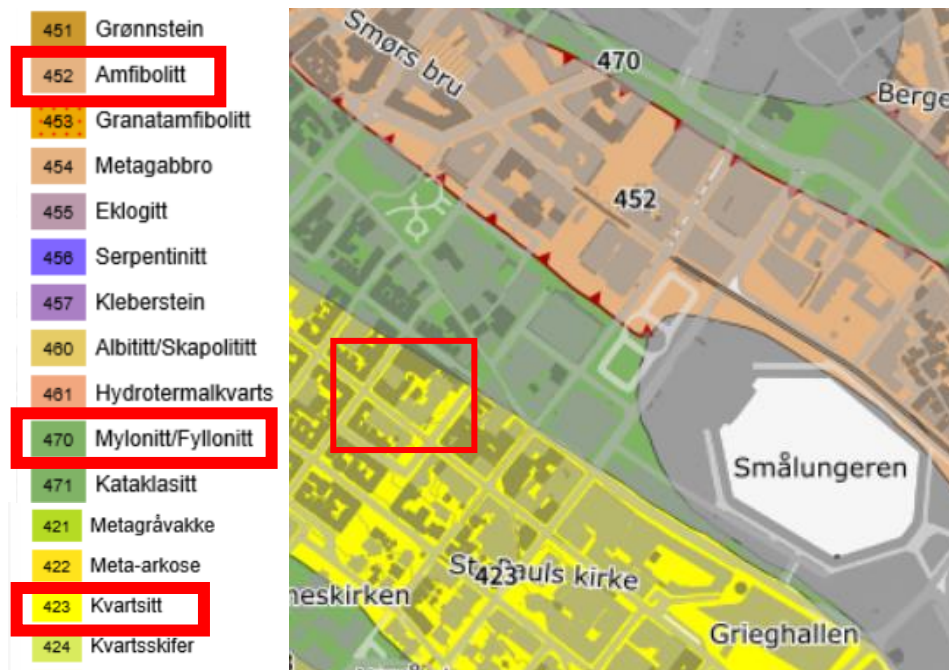 451 Grønnstein
452 Amfibolitt
453 Granatamfibolitt
454 Metagabbro
455 Eklogitt
456 Serpentinitt
457 Kleberstein
460 Albititt/Skapolititt
461 Hydrotermalkvarts
470 Mylonitt/Fyllonitt
471 Kataklasitt
421 Metagråvakke
422 Meta-arkose
423 Kvartsitt
424 Kvartsskifer
Smørs bru
470
Berge
452
Smålungeren
St. Pauls kirke
423
neskirken
Grieghallen